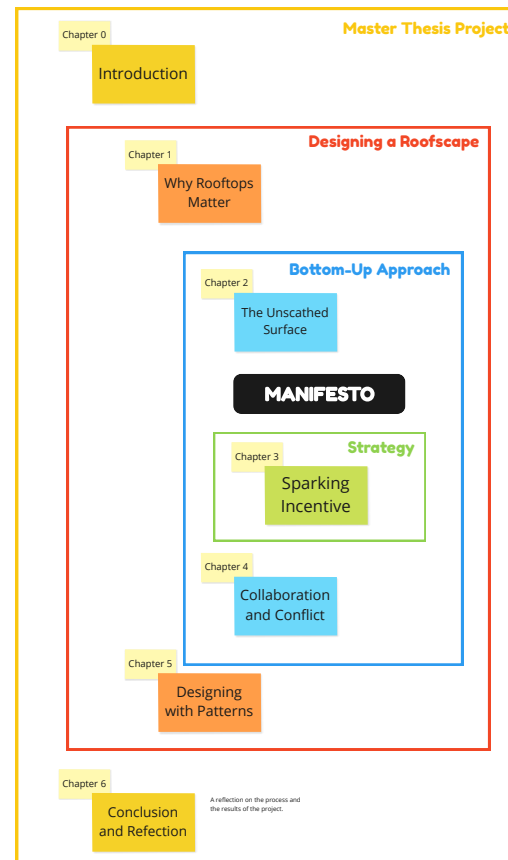 Master Thesis Project
Chapter 0
Introduction
Designing a Roofscape
Chapter 1
Why Rooftops
Matter
Bottom-Up Approach
Chapter 2
The Unscathed
Surface
MANIFESTO
Strategy
Chapter 3
Sparking
Incentive
Chapter 4
Collaboration
and Conflict
Chapter 5
Designing
with Patterns
Chapter 6
Conclusion
and Refection
A reflection on the process and
the results of the project.